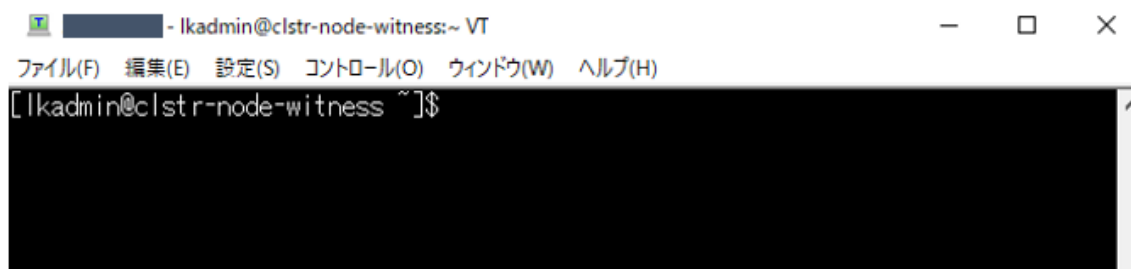 - lkadmin@clstr-node-witness:~ VT
ファイル(F) 編集(E) 設定(S) コントロール(O) ウィンドウ(W) ヘルプ(H)
[lkadmin@clstr-node-witness ~]$